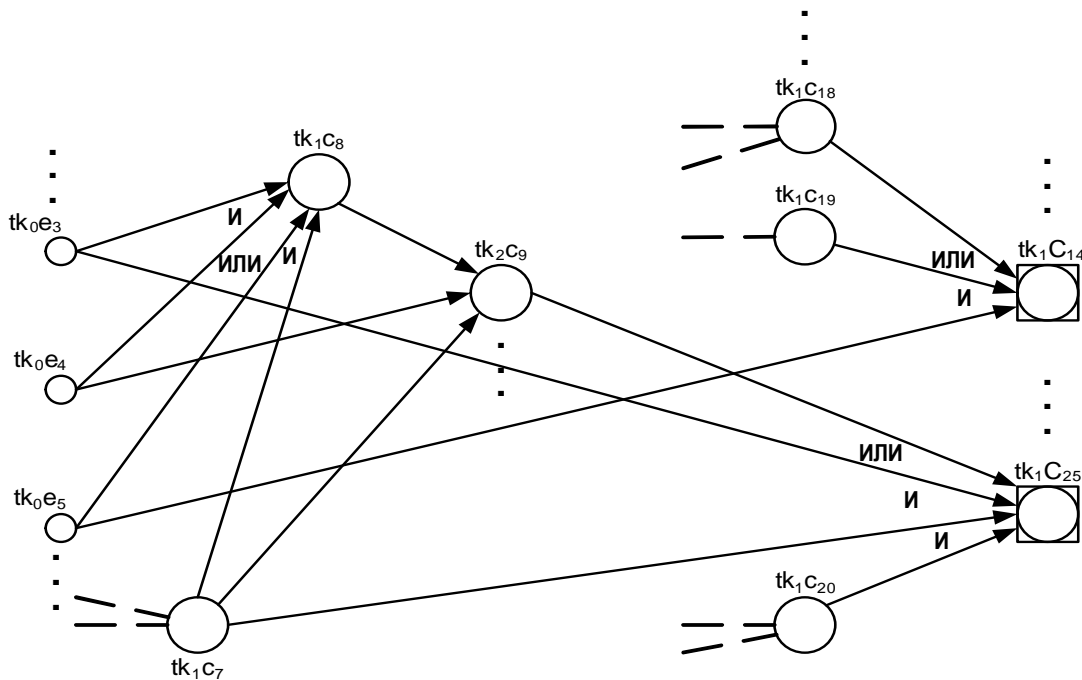 tk₁c₁₈
tk₁c₈
tk₁c₁₉
tk₀e₃
И
ИЛИ
И
tk₂c₉
tk₁C₁₄
ИЛИ
И
tk₀e₄
ИЛИ
tk₀e₅
tk₁C₂₅
И
И
tk₁c₂₀
tk₁c₇